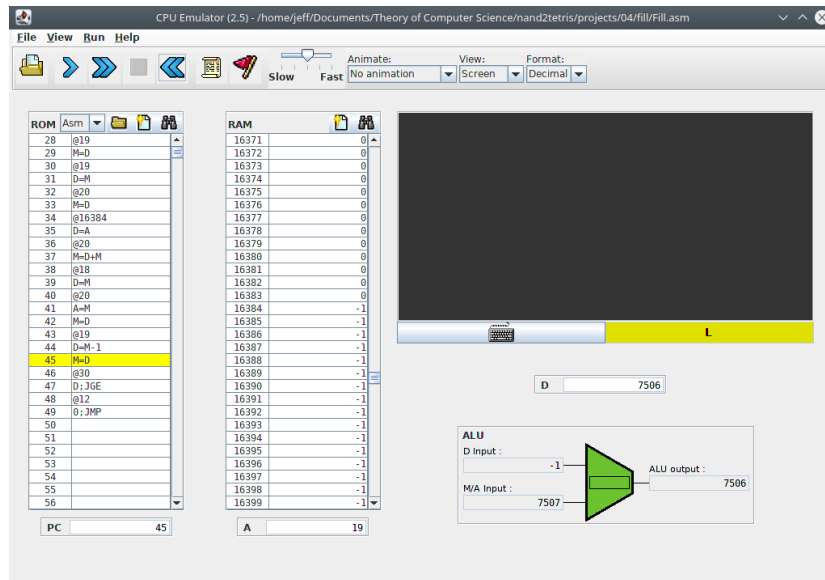 CPU Emulator (2.5) - /home/jeff/Documents/Theory of Computer Science/nand2tetris/projects/04/fill/Fill.asm
File View Run Help
Slow Fast
Animate:
No animation
View:
Screen
Format:
Decimal
ROM Asm
28 @19
29 M=D
30 @19
31 D=M
32 @20
33 M=D
34 @16384
35 D=A
36 @20
37 M=D+M
38 @18
39 D=M
40 @20
41 A=M
42 M=D
43 @19
44 D=M-1
45 M=D
46 @30
47 D;JGE
48 @12
49 0;JMP
50
51
52
53
54
55
56
PC 45
RAM
16371 0
16372 0
16373 0
16374 0
16375 0
16376 0
16377 0
16378 0
16379 0
16380 0
16381 0
16382 0
16383 0
16384 -1
16385 -1
16386 -1
16387 -1
16388 -1
16389 -1
16390 -1
16391 -1
16392 -1
16393 -1
16394 -1
16395 -1
16396 -1
16397 -1
16398 -1
16399 -1
A 19
L
D 7506
ALU
D Input :
-1
M/A Input :
7507
ALU output :
7506